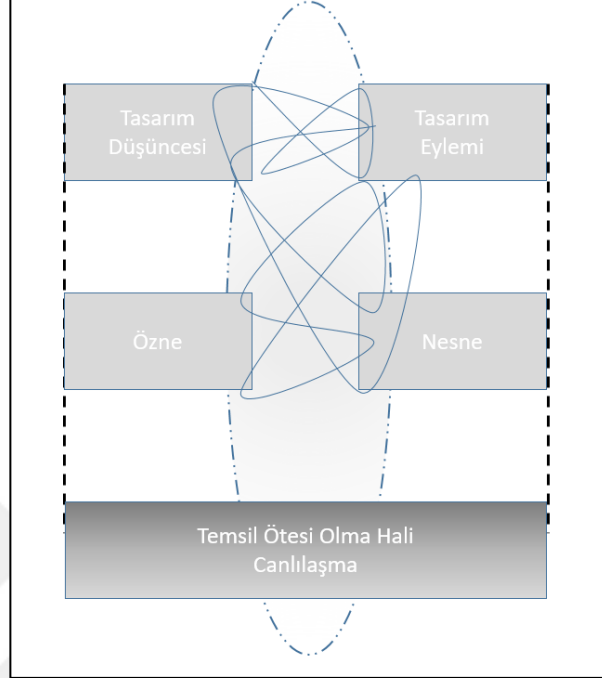 Tasarım
Düşüncesi
Tasarım
Eylemi
Özne
Nesne
Temsil Ötesi Olma Hali
Canlılaşma